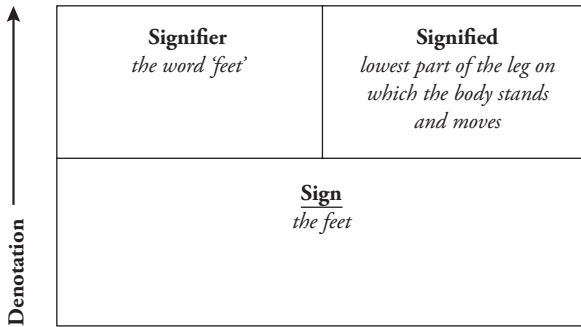 Signifier
the word ‘feet’
Signified
lowest part of the leg on
which the body stands
and moves
Sign
the feet
Denotation